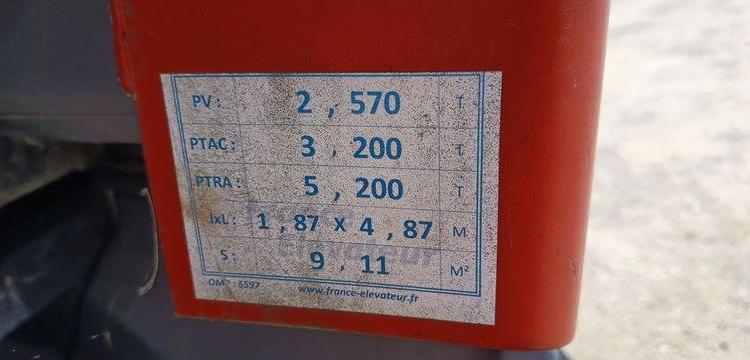 PV : 2 , 570 T
PTAC : 3 , 200 T
PTRA : 5 , 200 T
lxL : 1 , 87 x 4 , 87 M
elevateur
S : 9 , 11 M²
OM° : 5597
www.france-elevateur.fr